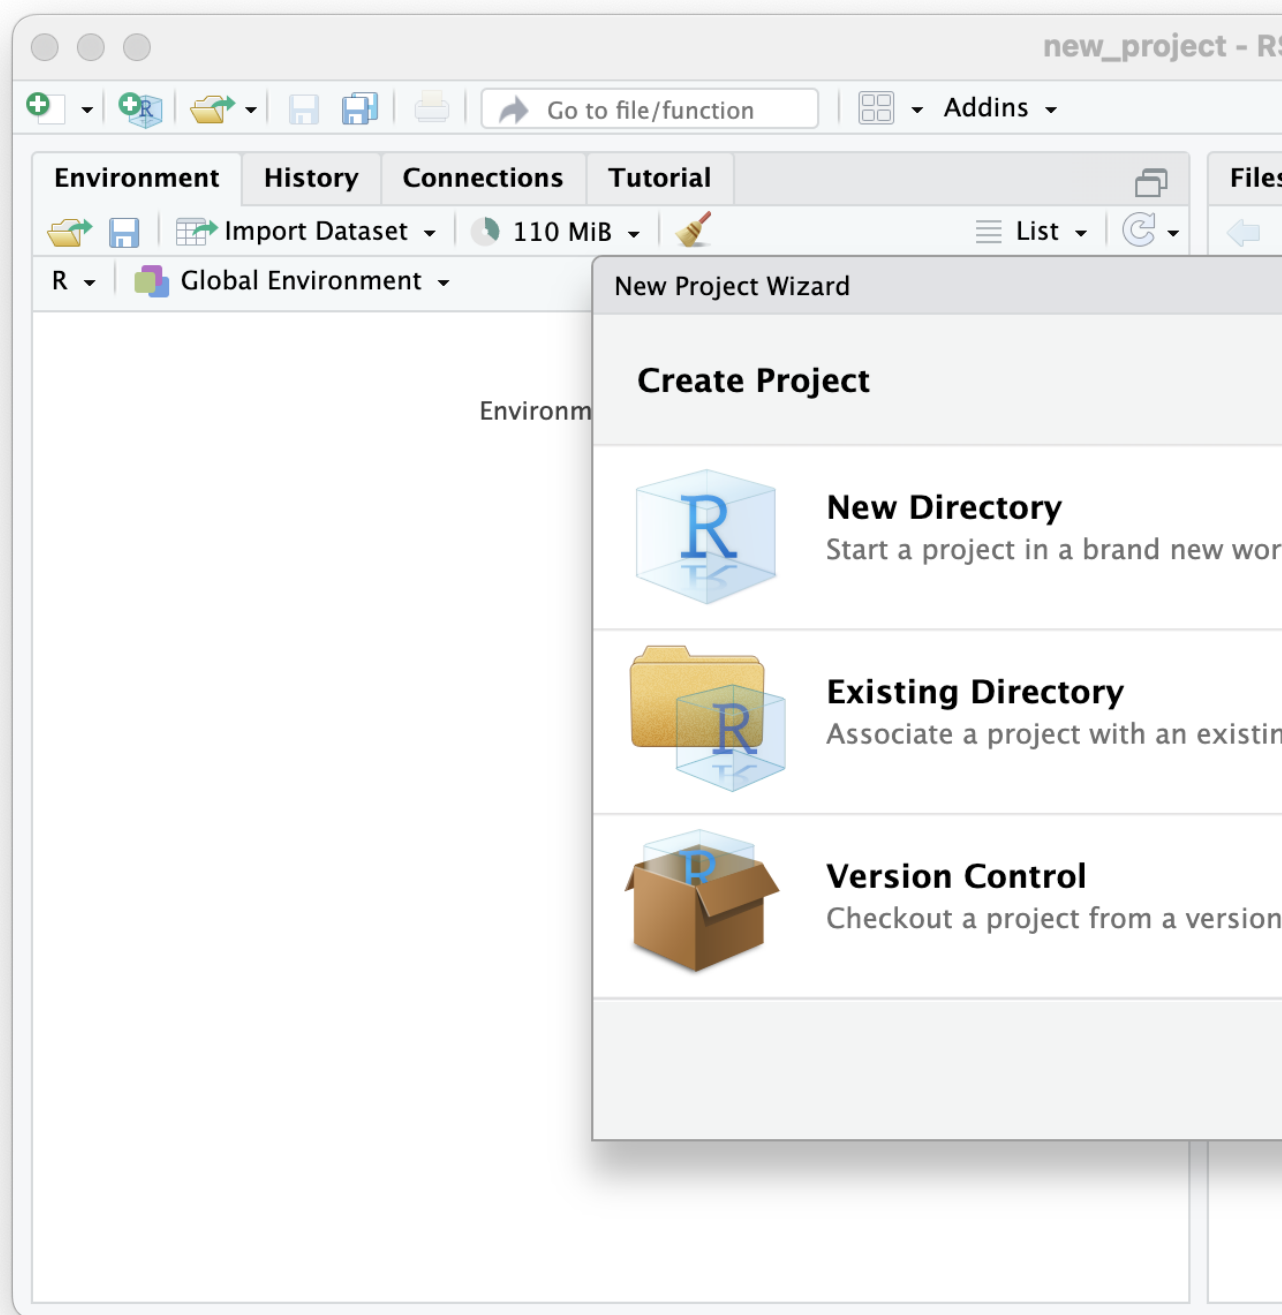 new_project - RS
Go to file/function
Addins
Environment History Connections Tutorial
Files
Import Dataset 110 MiB List
R Global Environment
New Project Wizard
Create Project
Environm
R
New Directory
Start a project in a brand new wor
R
Existing Directory
Associate a project with an existin
R
Version Control
Checkout a project from a version